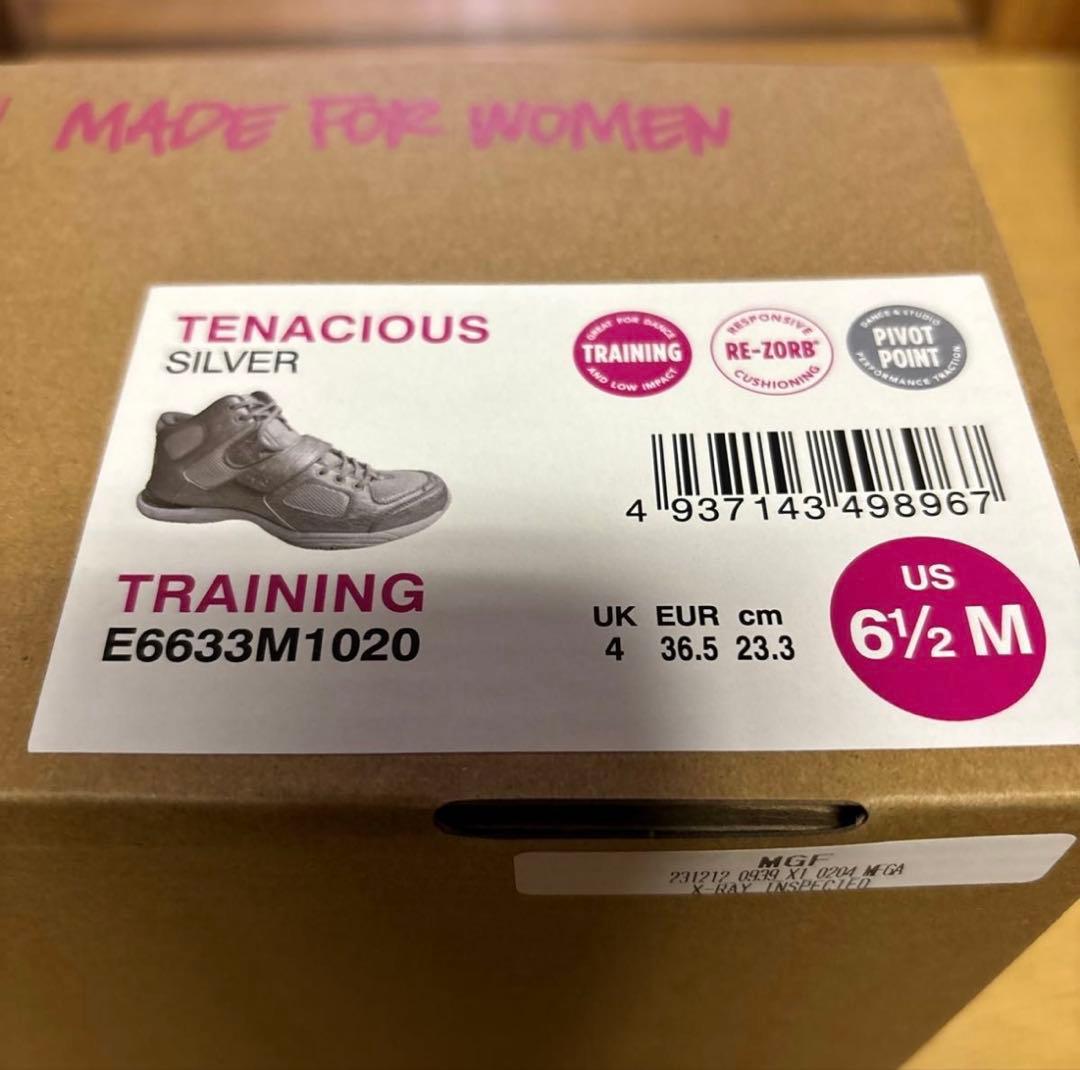 MADE FOR WOMEN
TENACIOUS
SILVER
GREAT FOR DANCE
TRAINING
AND LOW IMPACT
RESPONSIVE
RE-ZORB®
CUSHIONING
DANCE & STUDIO
PIVOT
POINT
PERFORMANCE TRACTION
4 937143 498967
TRAINING
E6633M1020
UK EUR cm
4 36.5 23.3
US
6½ M
MGF
231212 0939 X1 0204 MEGA
X-RAY INSPECTED